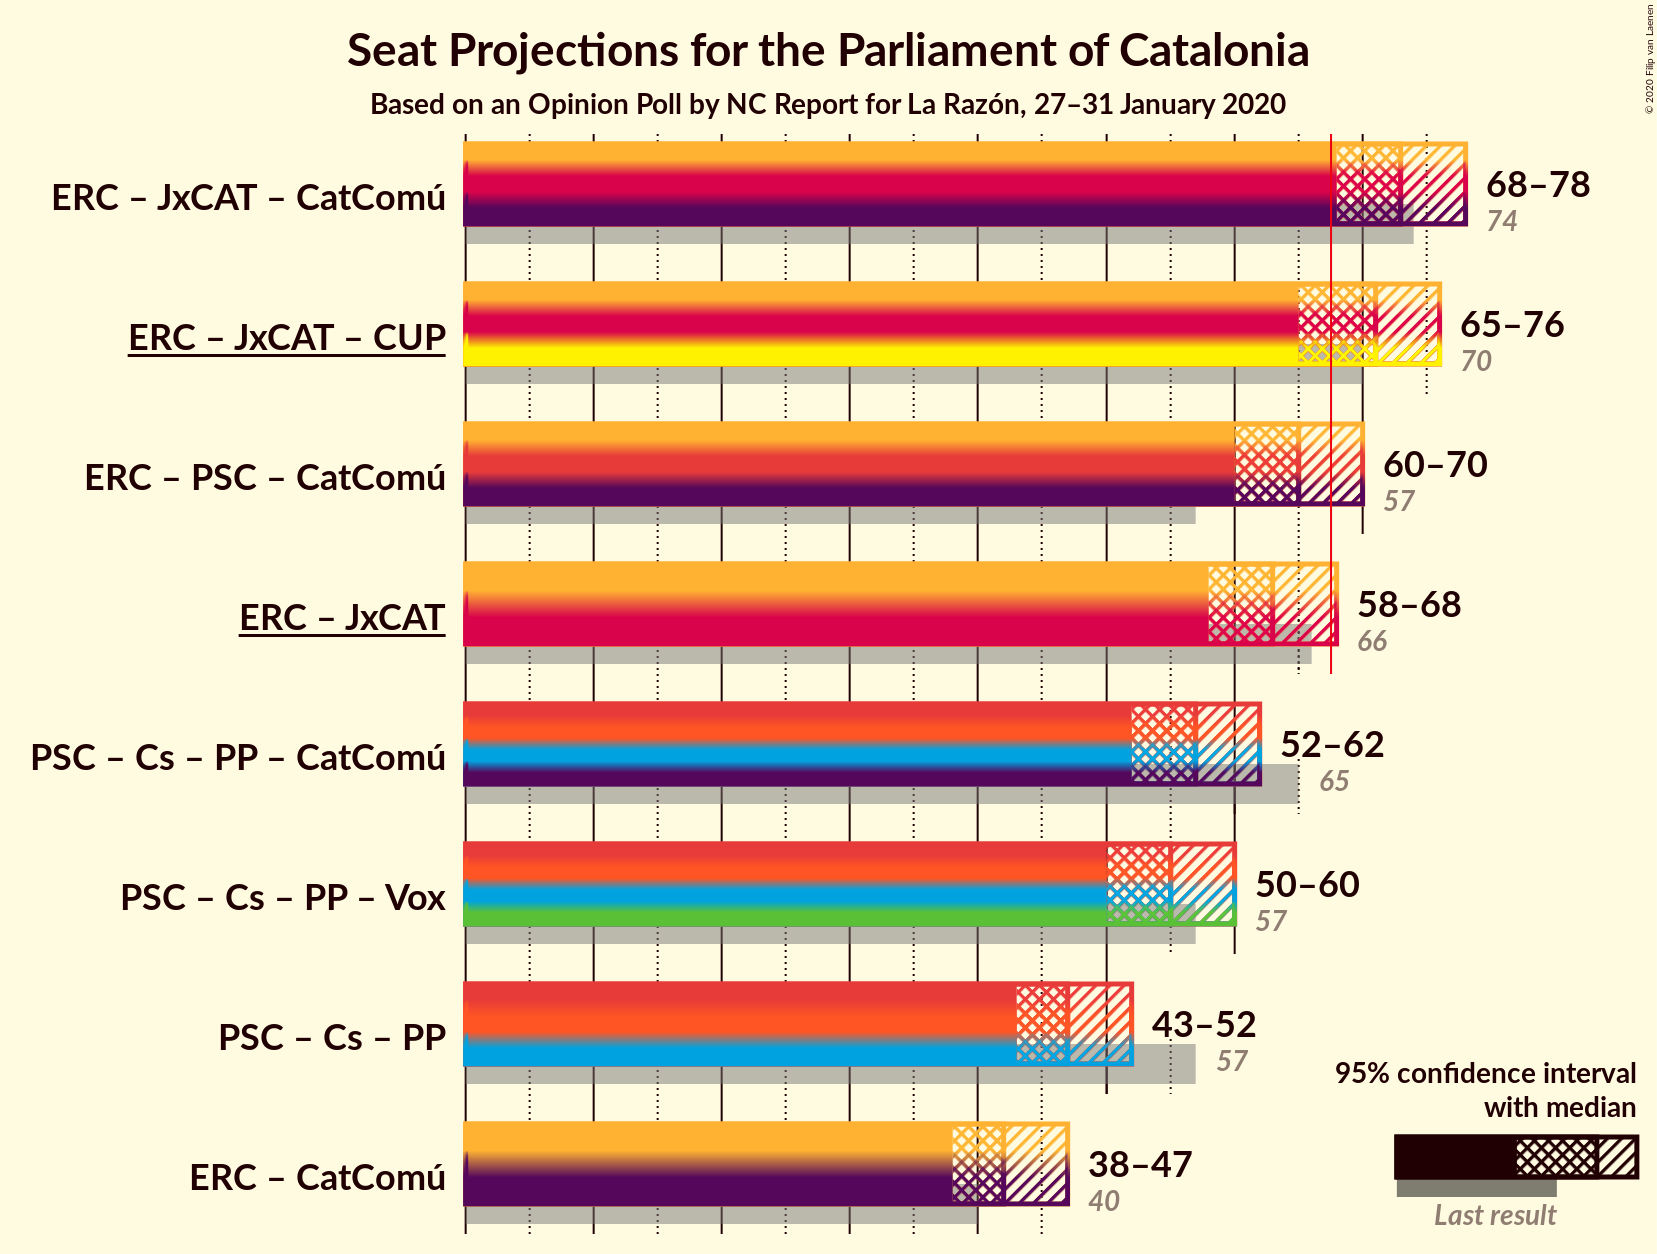 Seat Projections for the Parliament of Catalonia
Based on an Opinion Poll by NC Report for La Razón, 27–31 January 2020
© 2020 Filip van Laenen
ERC – JxCAT – CatComú
68–78
74
ERC – JxCAT – CUP
65–76
70
ERC – PSC – CatComú
60–70
57
ERC – JxCAT
58–68
66
PSC – Cs – PP – CatComú
52–62
65
PSC – Cs – PP – Vox
50–60
57
PSC – Cs – PP
43–52
57
ERC – CatComú
38–47
40
95% confidence interval
with median
Last result